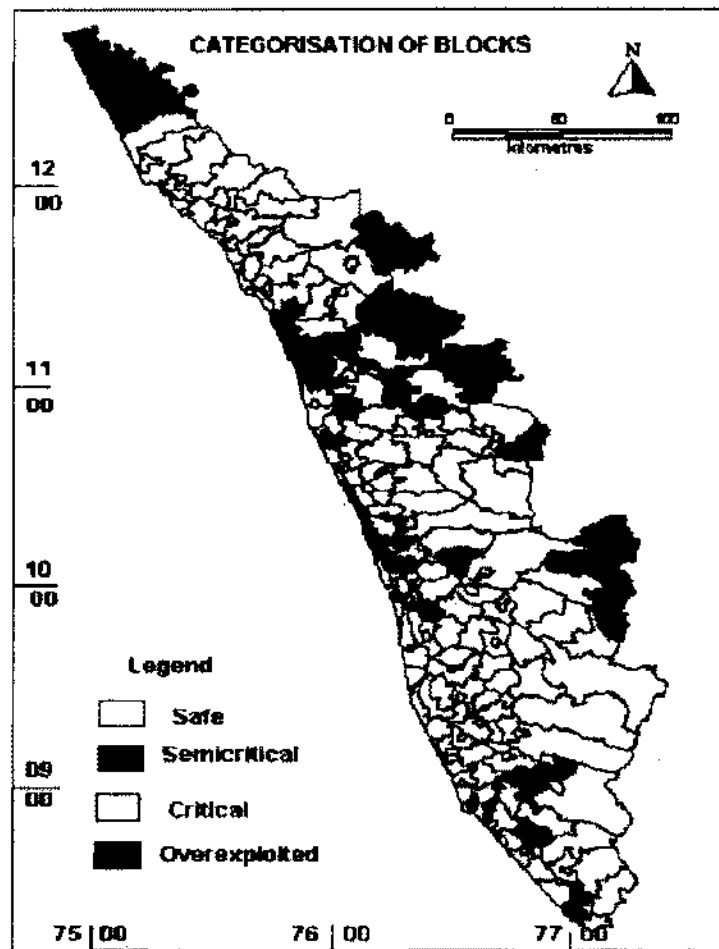 CATEGORISATION OF BLOCKS
N
0 50 100
kilometres
12
00
11
00
10
00
09
00
Legend
Safe
Semicritical
Critical
Overexploited
75 00 76 00 77 00